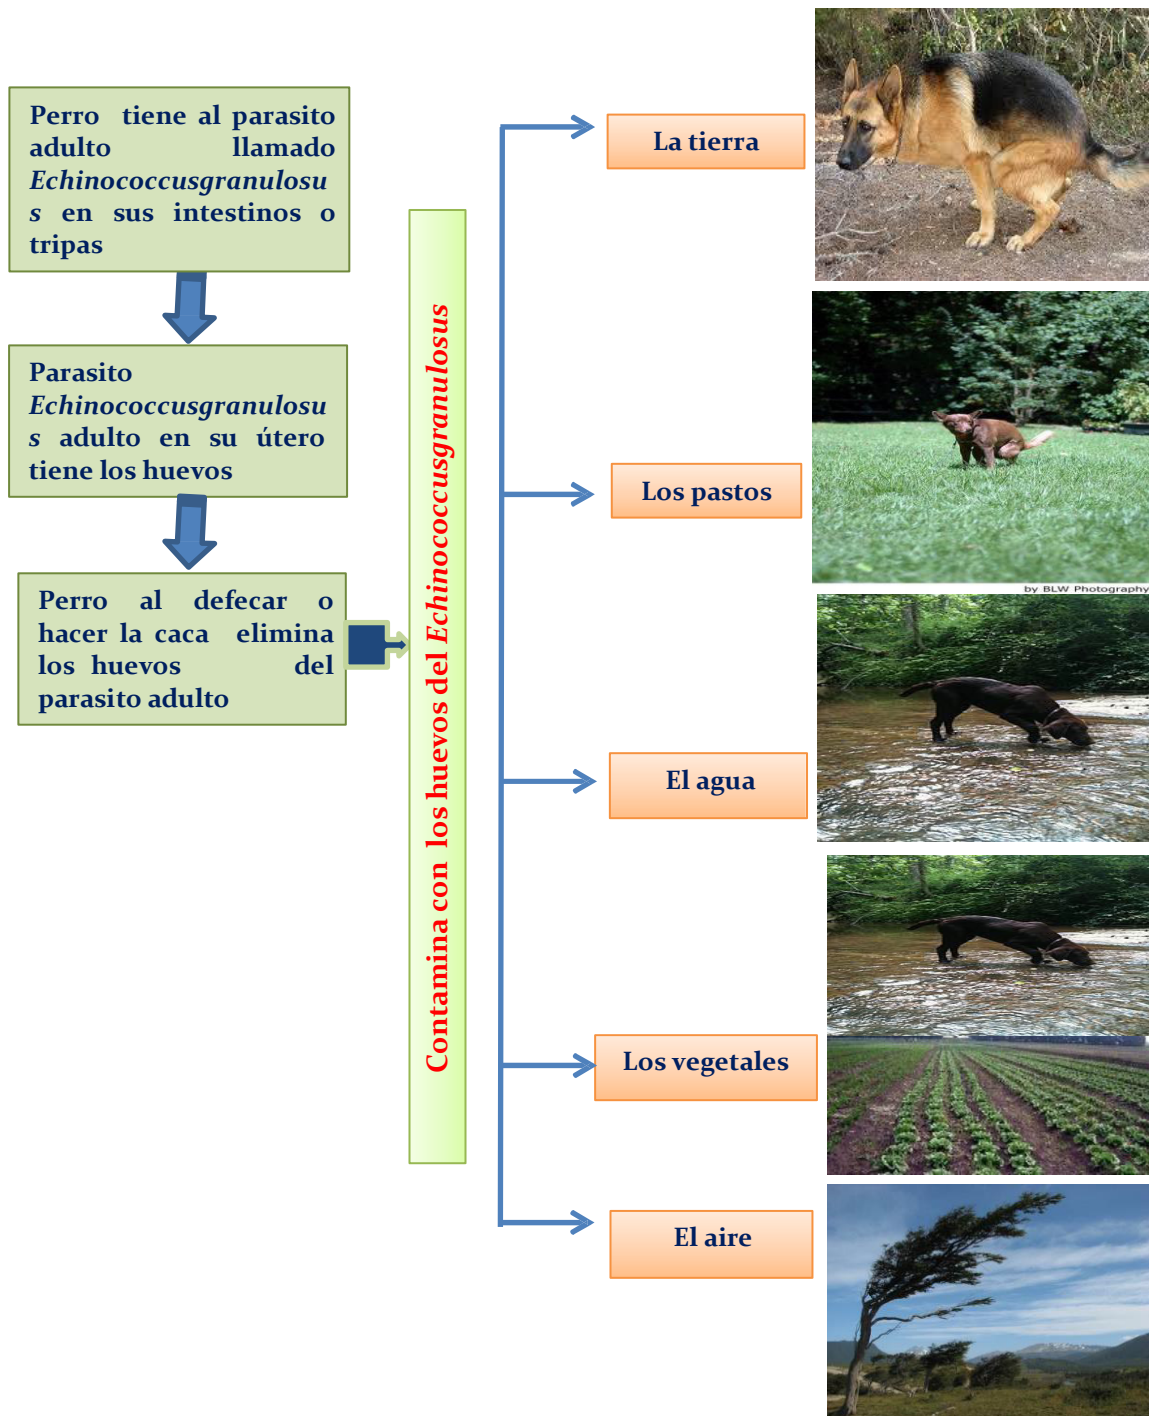 Perro tiene al parasito
adulto llamado
Echinococcusgranulosu
s en sus intestinos o
tripas
Parasito
Echinococcusgranulosu
s adulto en su útero
tiene los huevos
Perro al defecar o
hacer la caca elimina
los huevos del
parasito adulto
Contamina con los huevos del Echinococcusgranulosus
La tierra
Los pastos
by BLW Photography
El agua
Los vegetales
El aire